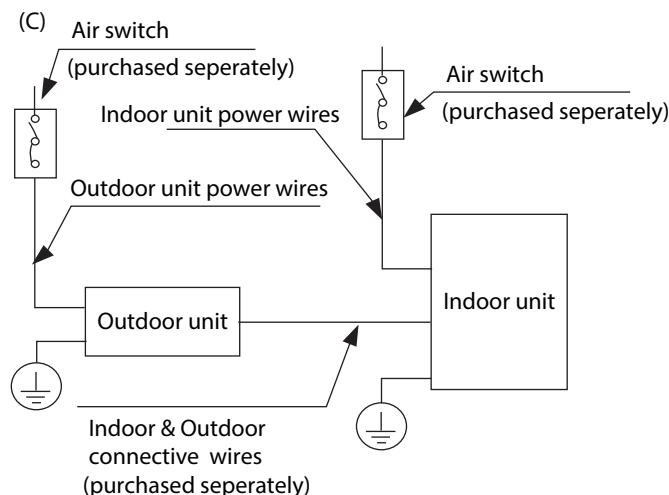 (C)
Air switch
(purchased seperately)
Air switch
(purchased seperately)
Indoor unit power wires
Outdoor unit power wires
Outdoor unit
Indoor unit
Indoor & Outdoor
connective wires
(purchased seperately)